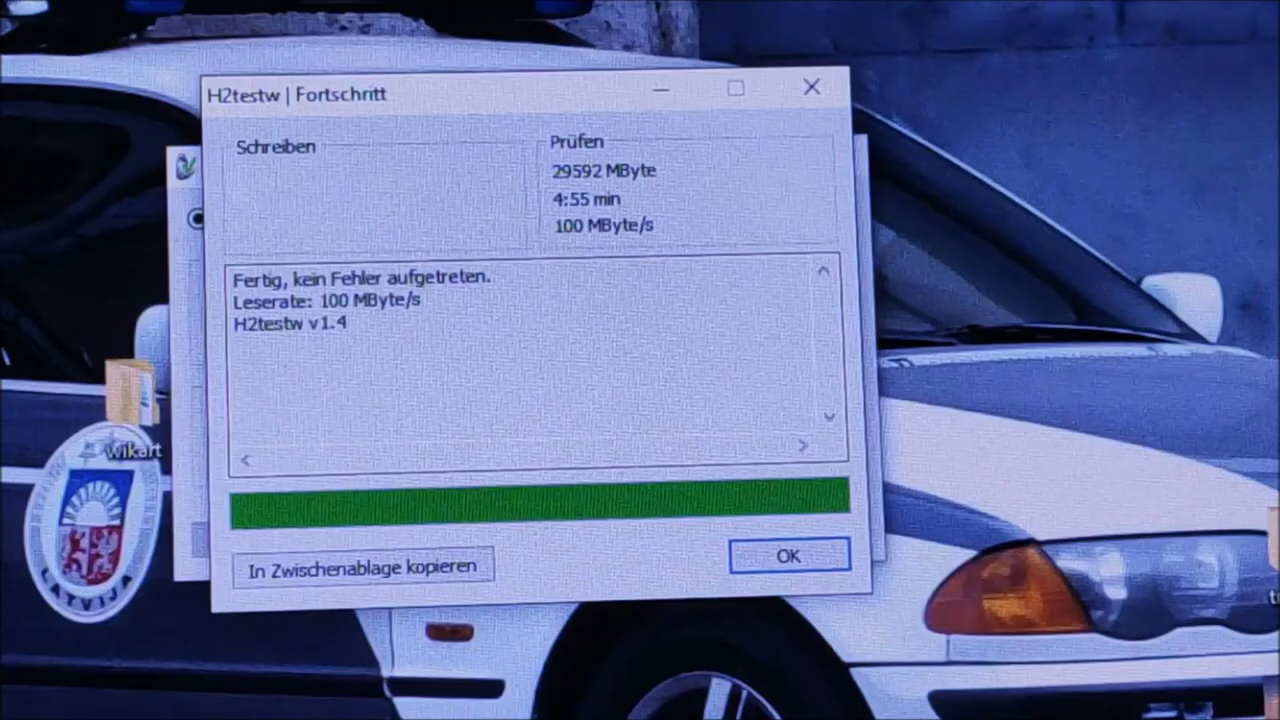 H2testw | Fortschritt
Schreiben
Prüfen
29592 MByte
4:55 min
100 MByte/s
Fertig, kein Fehler aufgetreten.
Leserate: 100 MByte/s
H2testw v1.4
In Zwischenablage kopieren
OK
wikart
LATVIJA